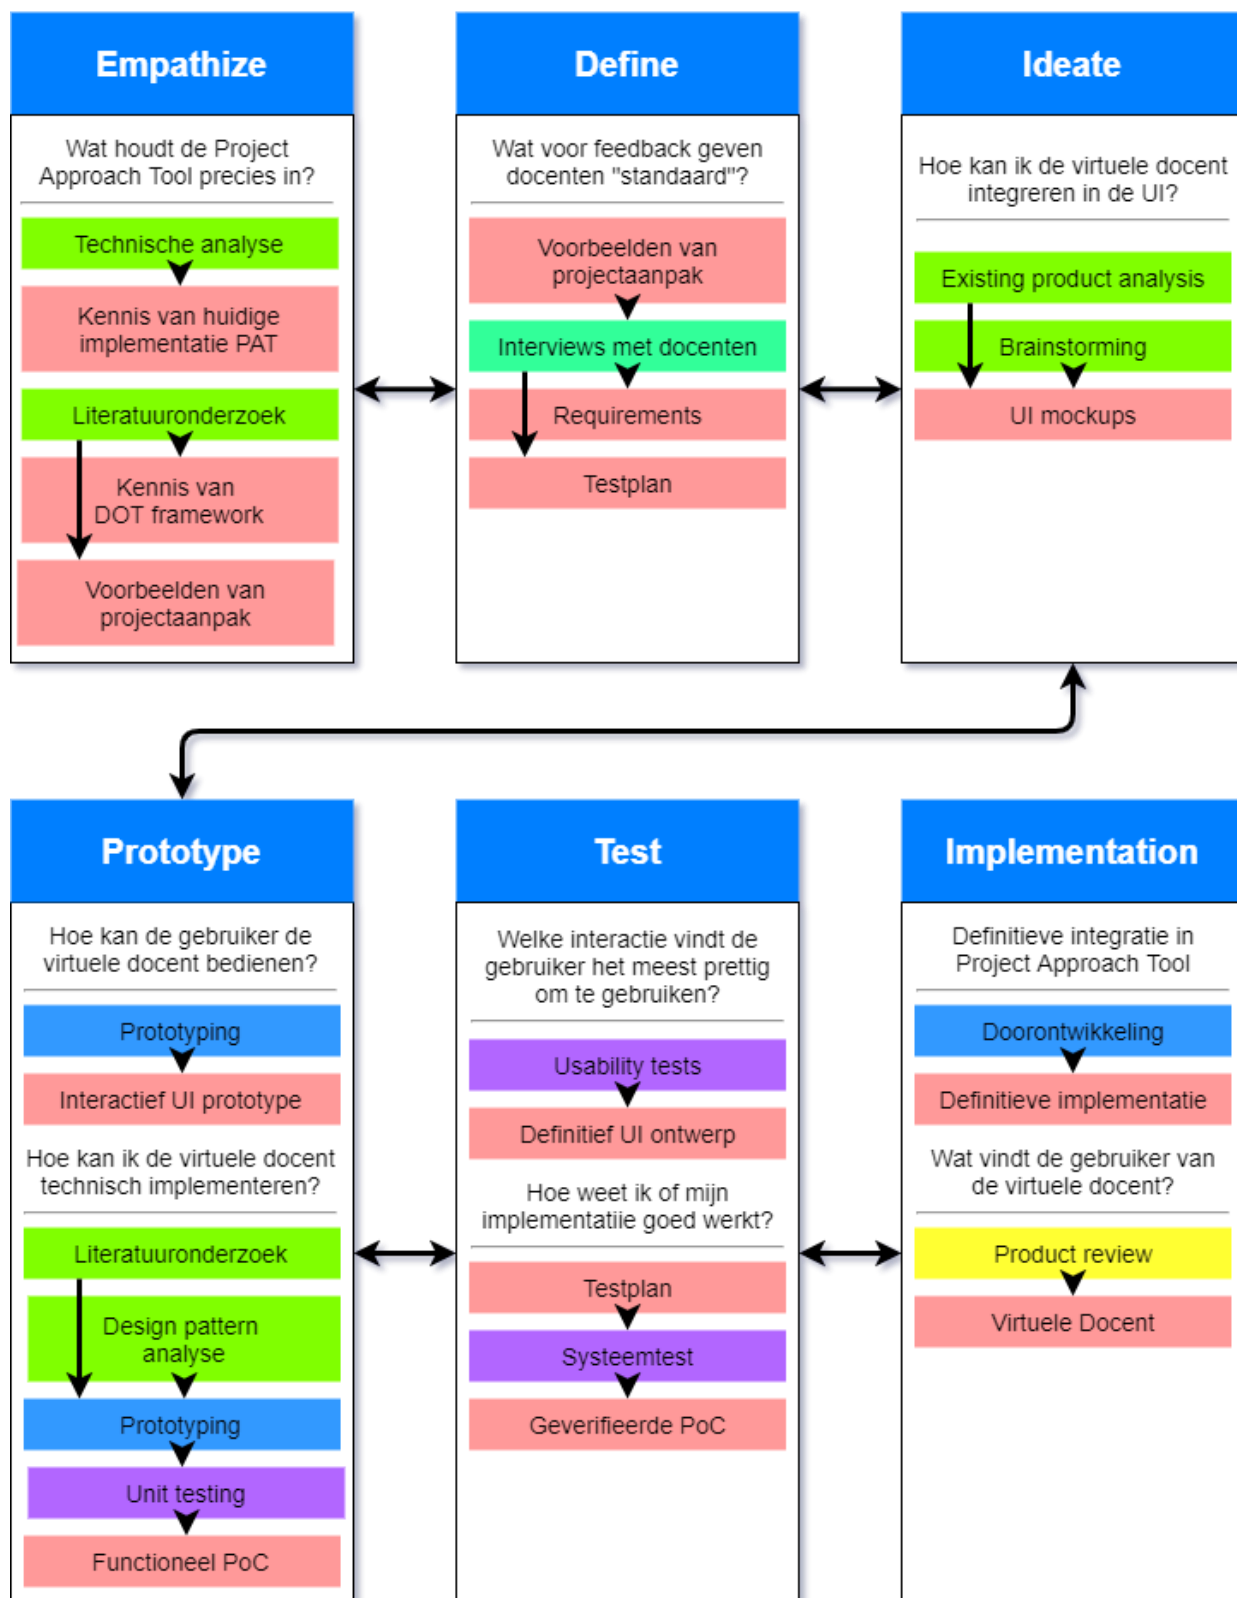 Empathize
Wat houdt de Project
Approach Tool precies in?
Technische analyse
Kennis van huidige
implementatie PAT
Literatuuronderzoek
Kennis van
DOT framework
Voorbeelden van
projectaanpak
Define
Wat voor feedback geven
docenten "standaard"?
Voorbeelden van
projectaanpak
Interviews met docenten
Requirements
Testplan
Ideate
Hoe kan ik de virtuele docent
integreren in de UI?
Existing product analysis
Brainstorming
UI mockups
Prototype
Hoe kan de gebruiker de
virtuele docent bedienen?
Prototyping
Interactief UI prototype
Hoe kan ik de virtuele docent
technisch implementeren?
Literatuuronderzoek
Design pattern
analyse
Prototyping
Unit testing
Functioneel PoC
Test
Welke interactie vindt de
gebruiker het meest prettig
om te gebruiken?
Usability tests
Definitief UI ontwerp
Hoe weet ik of mijn
implementatiie goed werkt?
Testplan
Systeemtest
Geverifieerde PoC
Implementation
Definitieve integratie in
Project Approach Tool
Doorontwikkeling
Definitieve implementatie
Wat vindt de gebruiker van
de virtuele docent?
Product review
Virtuele Docent